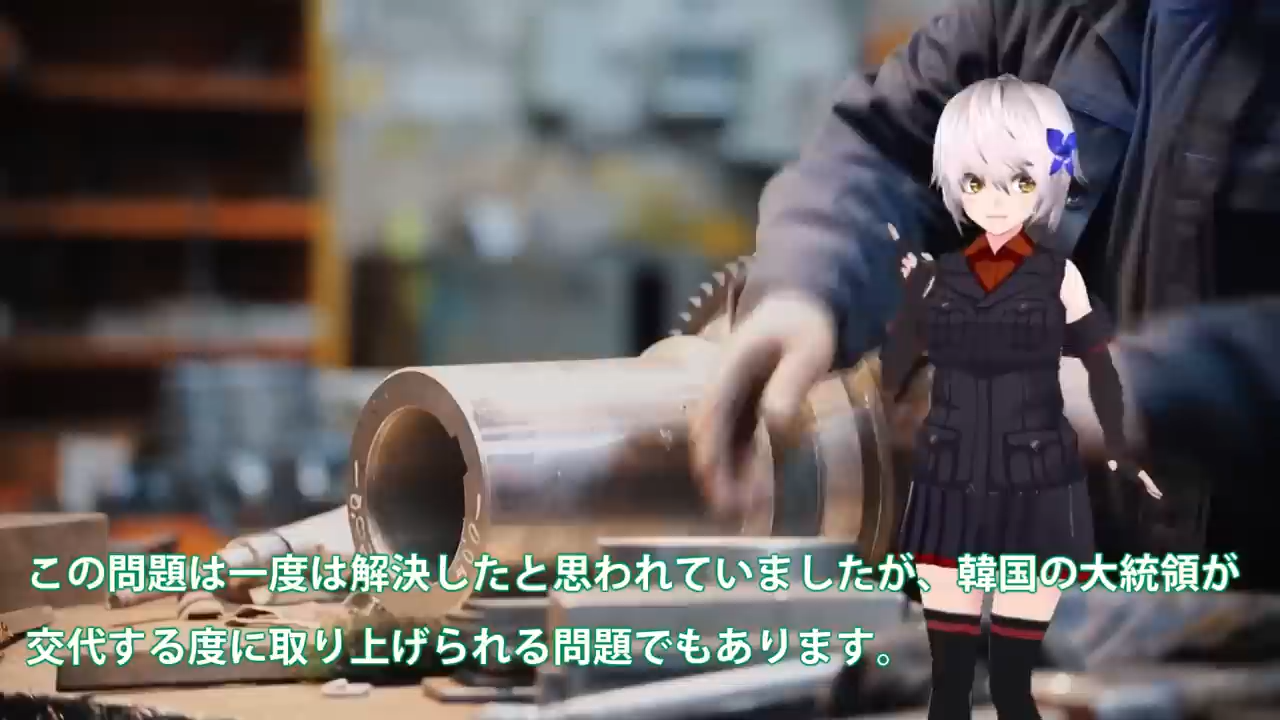 この問題は一度は解決したと思われていましたが、韓国の大統領が
交代する度に取り上げられる問題でもあります。